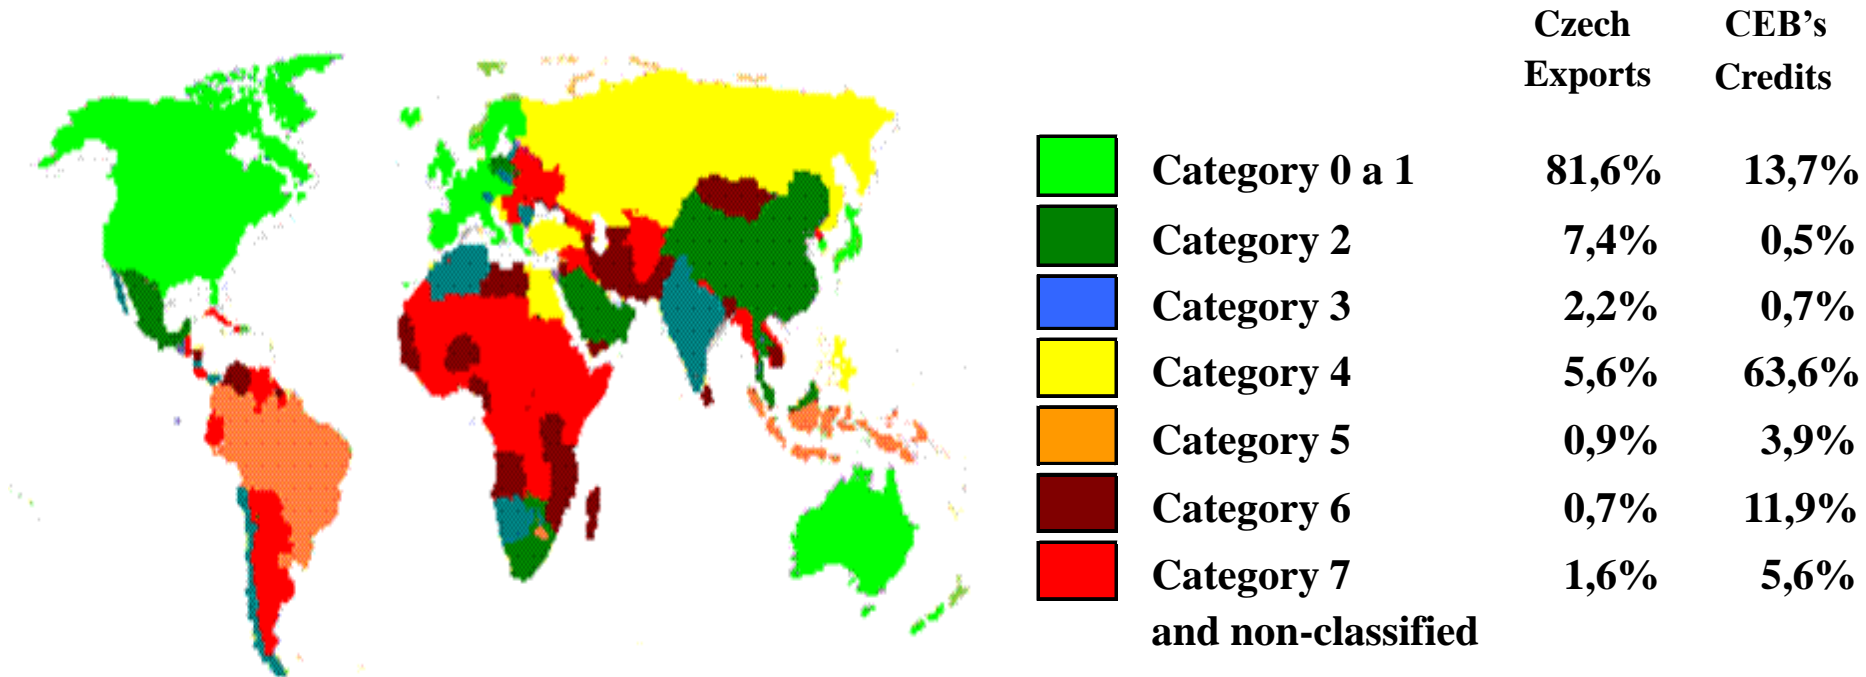 Czech CEB’s
Exports Credits
Category 0 a 1 81,6% 13,7%
Category 2 7,4% 0,5%
Category 3 2,2% 0,7%
Category 4 5,6% 63,6%
Category 5 0,9% 3,9%
Category 6 0,7% 11,9%
Category 7 1,6% 5,6%
and non-classified